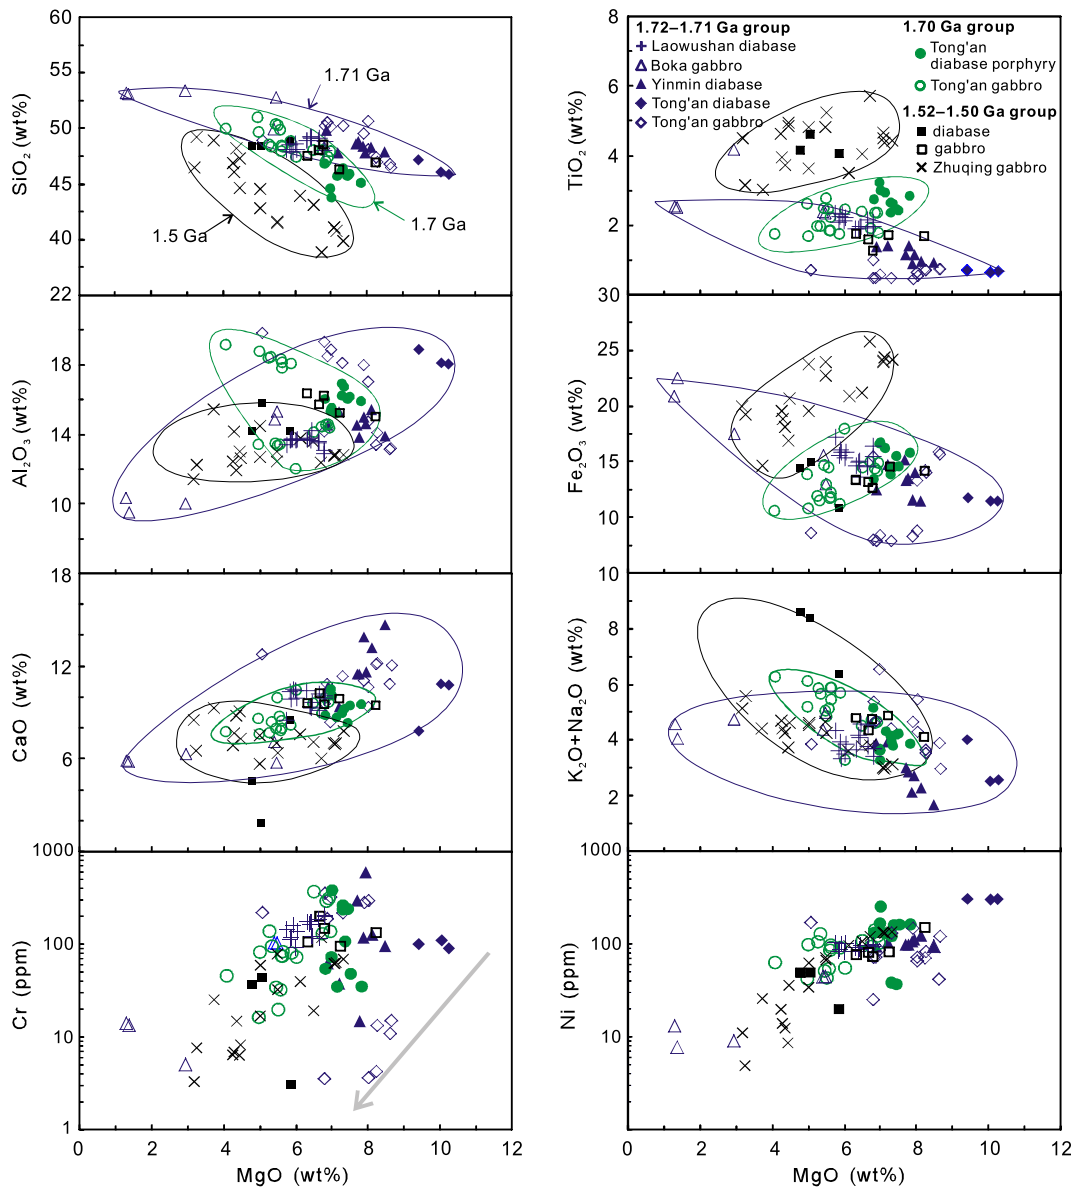 60
55
50
45
40
22
SiO₂ (wt%)
1.71 Ga
1.7 Ga
1.5 Ga
8
6
4
2
30
TiO₂ (wt%)
1.72–1.71 Ga group
Laowushan diabase
Boka gabbro
Yinmin diabase
Tong'an diabase
Tong'an gabbro
1.70 Ga group
Tong'an
diabase porphyry
Tong'an gabbro
1.52–1.50 Ga group
diabase
gabbro
Zhuqing gabbro
18
14
10
18
Al₂O₃ (wt%)
25
20
15
10
10
Fe₂O₃ (wt%)
12
6
1000
CaO (wt%)
8
6
4
2
1000
K₂O+Na₂O (wt%)
100
10
1
Cr (ppm)
0 2 4 6 8 10 12
MgO (wt%)
100
10
1
Ni (ppm)
0 2 4 6 8 10 12
MgO (wt%)